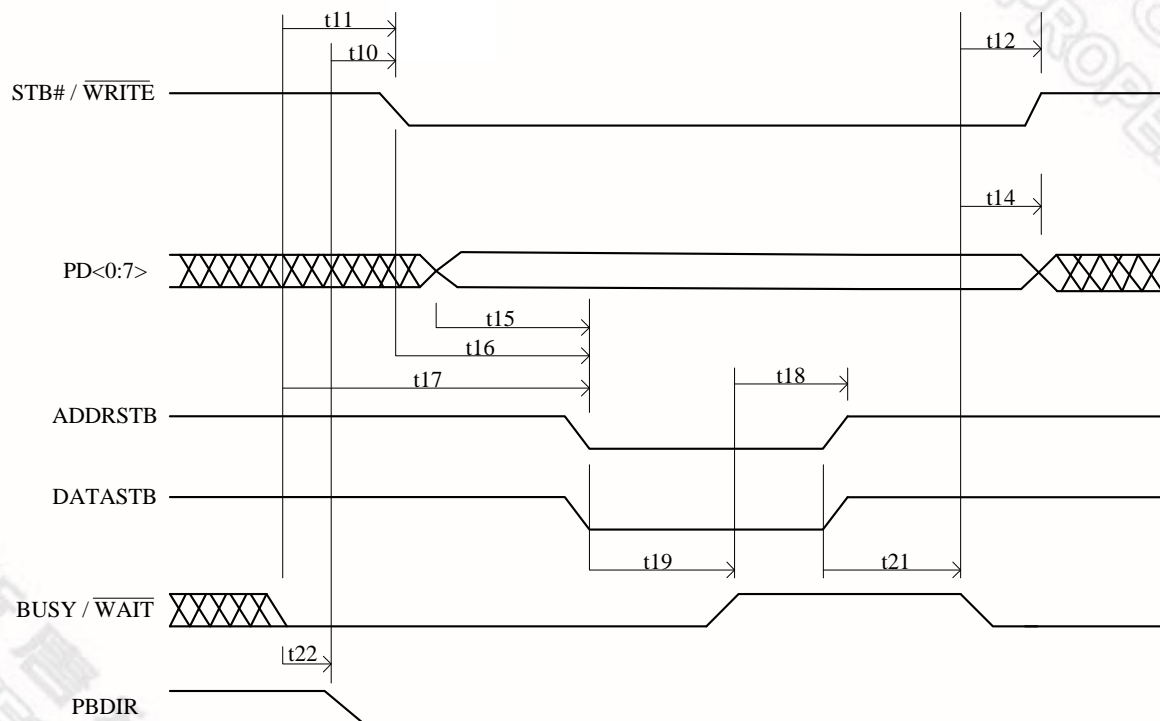 t11
t10
t12
STB# / WRITE
t14
PD<0:7>
t15
t16
t17
t18
ADDRSTB
DATASTB
t19
t21
BUSY / WAIT
t22
PBDIR